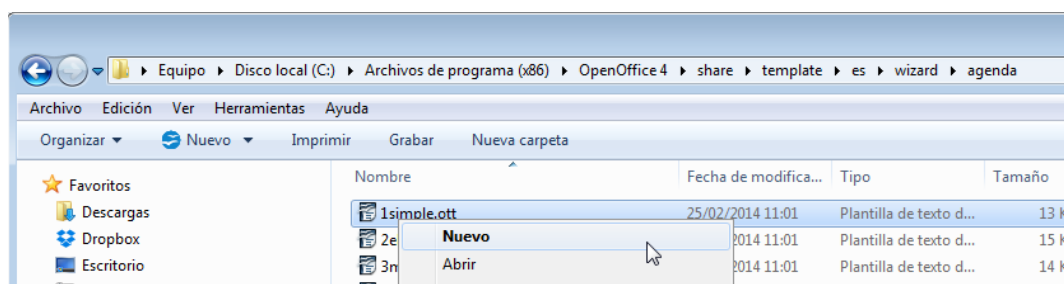 Equipo Disco local (C:) Archivos de programa (x86) OpenOffice 4 share template es wizard agenda
Archivo Edición Ver Herramientas Ayuda
Organizar Nuevo Imprimir Grabar Nueva carpeta
Favoritos
Descargas
Dropbox
Escritorio
Nombre Fecha de modifica... Tipo Tamaño
1simple.ott 25/02/2014 11:01 Plantilla de texto d... 13
2e 2014 11:01 Plantilla de texto d... 15
3m 2014 11:01 Plantilla de texto d... 14
Nuevo
Abrir